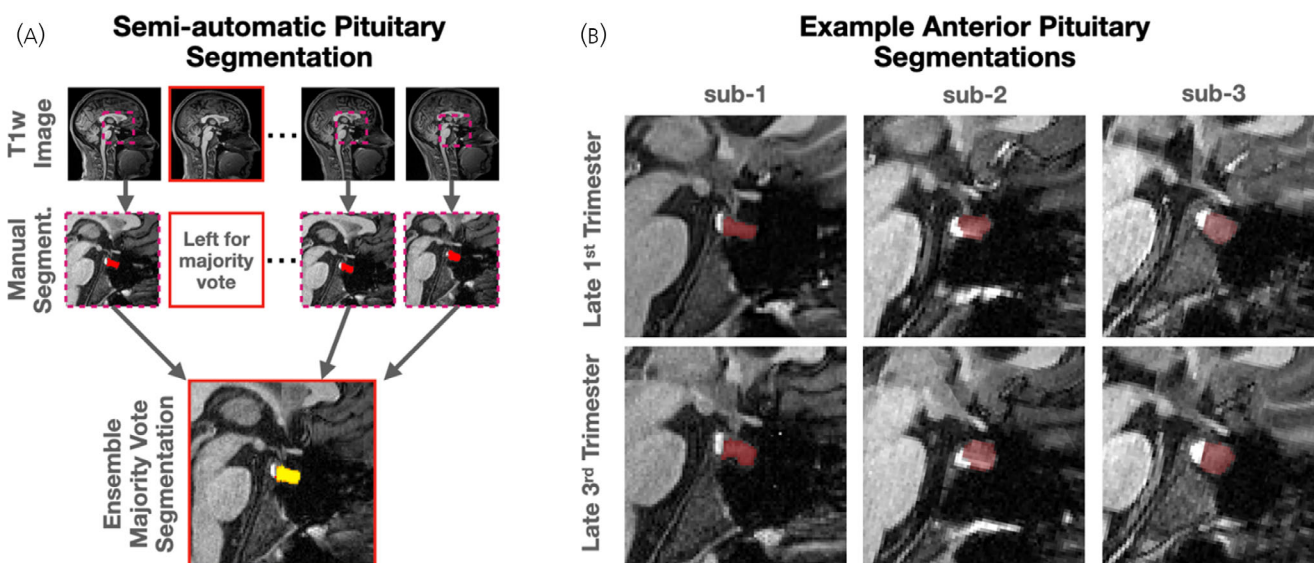 (A)
Semi-automatic Pituitary
Segmentation
T1w
Image
...
Manual
Segment.
Left for
majority
vote
...
Ensemble
Majority Vote
Segmentation
(B)
Example Anterior Pituitary
Segmentations
sub-1
sub-2
sub-3
Late 1st Trimester
Late 3rd Trimester